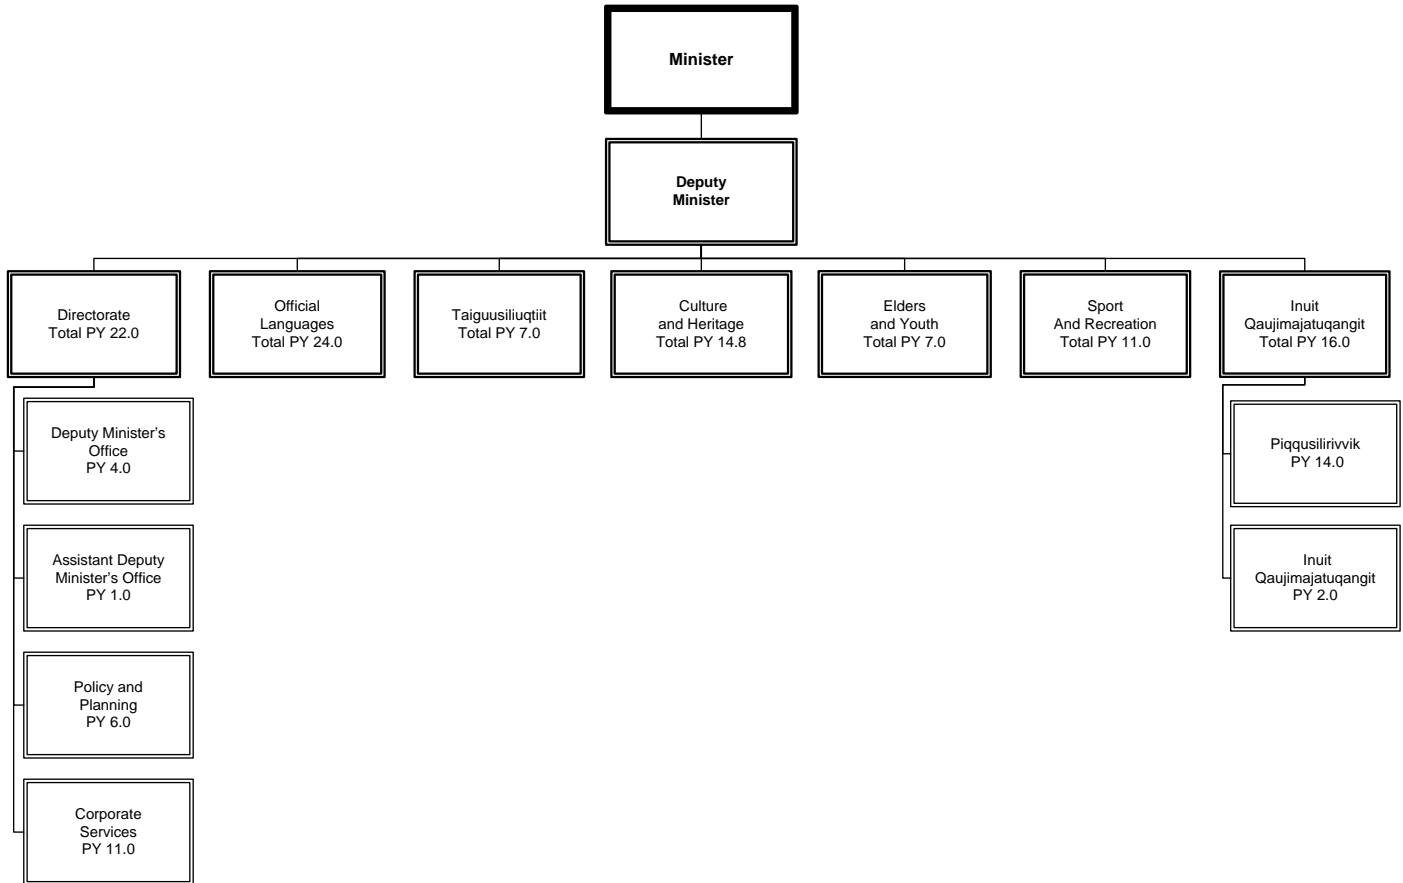 Minister
Deputy
Minister
Directorate
Total PY 22.0
Official
Languages
Total PY 24.0
Taiguusiliuqtiit
Total PY 7.0
Culture
and Heritage
Total PY 14.8
Elders
and Youth
Total PY 7.0
Sport
And Recreation
Total PY 11.0
Inuit
Qaujimajatuqangit
Total PY 16.0
Deputy Minister's
Office
PY 4.0
Assistant Deputy
Minister's Office
PY 1.0
Policy and
Planning
PY 6.0
Corporate
Services
PY 11.0
Piqqusilirivvik
PY 14.0
Inuit
Qaujimajatuqangit
PY 2.0